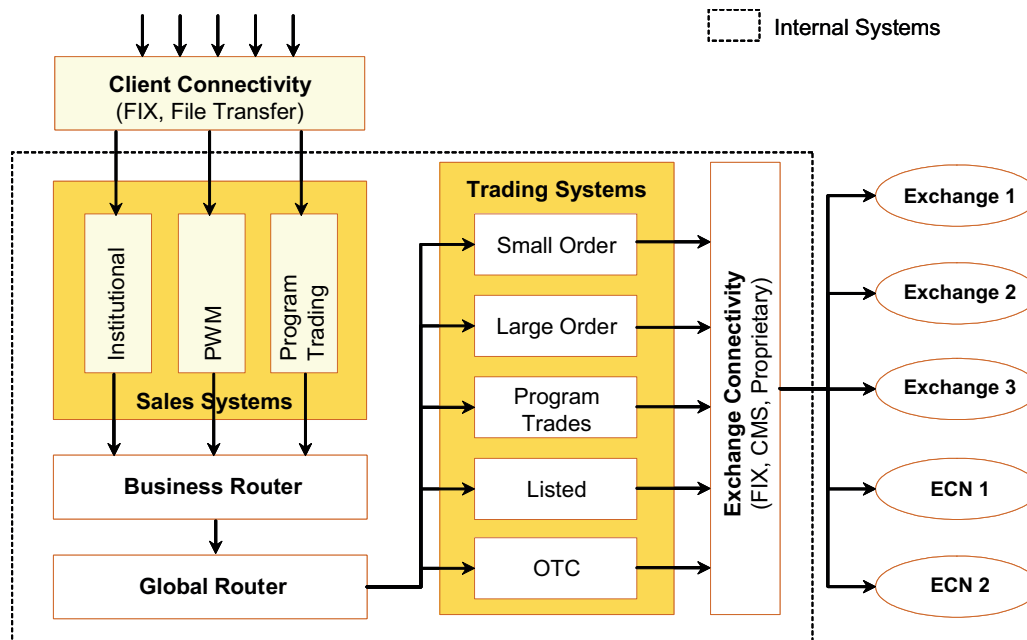 Internal Systems
Client Connectivity
(FIX, File Transfer)
Institutional
PWM
Program
Trading
Sales Systems
Business Router
Global Router
Trading Systems
Small Order
Large Order
Program
Trades
Listed
OTC
Exchange Connectivity
(FIX, CMS, Proprietary)
Exchange 1
Exchange 2
Exchange 3
ECN 1
ECN 2